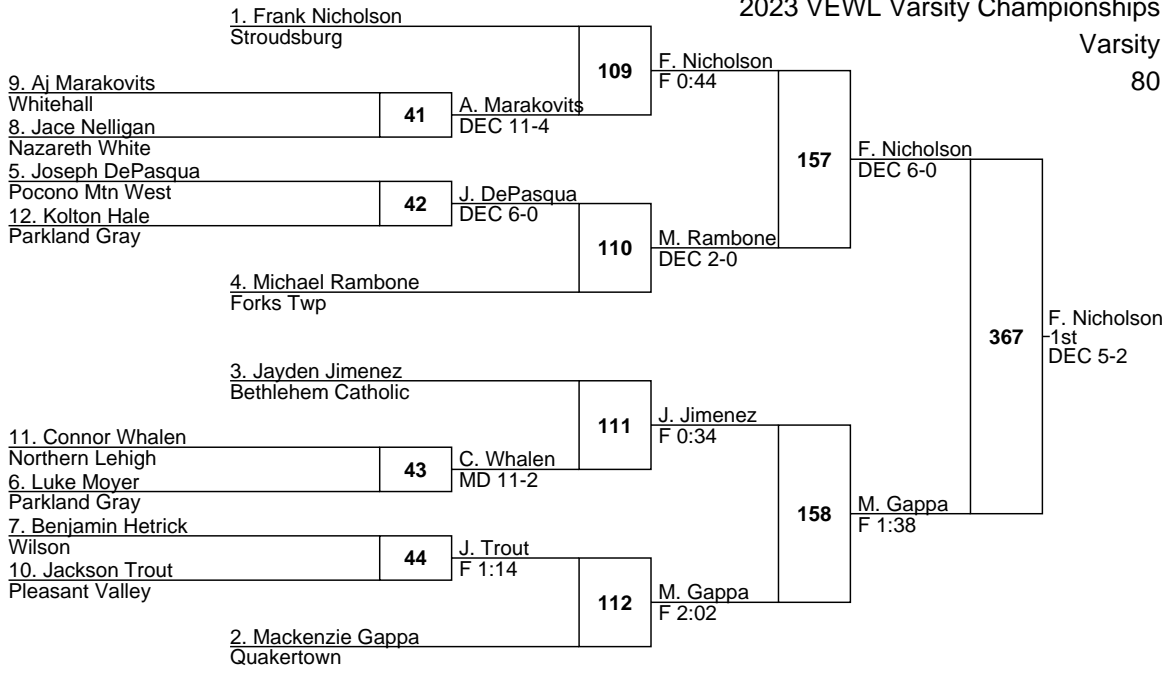 2023 VEWL Varsity Championships
Varsity
80
1. Frank Nicholson
Stroudsburg
9. Aj Marakovits
Whitehall
8. Jace Nelligan
Nazareth White
5. Joseph DePasqua
Pocono Mtn West
12. Kolton Hale
Parkland Gray
4. Michael Rambone
Forks Twp
3. Jayden Jimenez
Bethlehem Catholic
11. Connor Whalen
Northern Lehigh
6. Luke Moyer
Parkland Gray
7. Benjamin Hetrick
Wilson
10. Jackson Trout
Pleasant Valley
2. Mackenzie Gappa
Quakertown
41
A. Marakovits
DEC 11-4
42
J. DePasqua
DEC 6-0
43
C. Whalen
MD 11-2
44
J. Trout
F 1:14
109
F. Nicholson
F 0:44
110
M. Rambone
DEC 2-0
111
J. Jimenez
F 0:34
112
M. Gappa
F 2:02
157
F. Nicholson
DEC 6-0
158
M. Gappa
F 1:38
367
F. Nicholson
1st
DEC 5-2